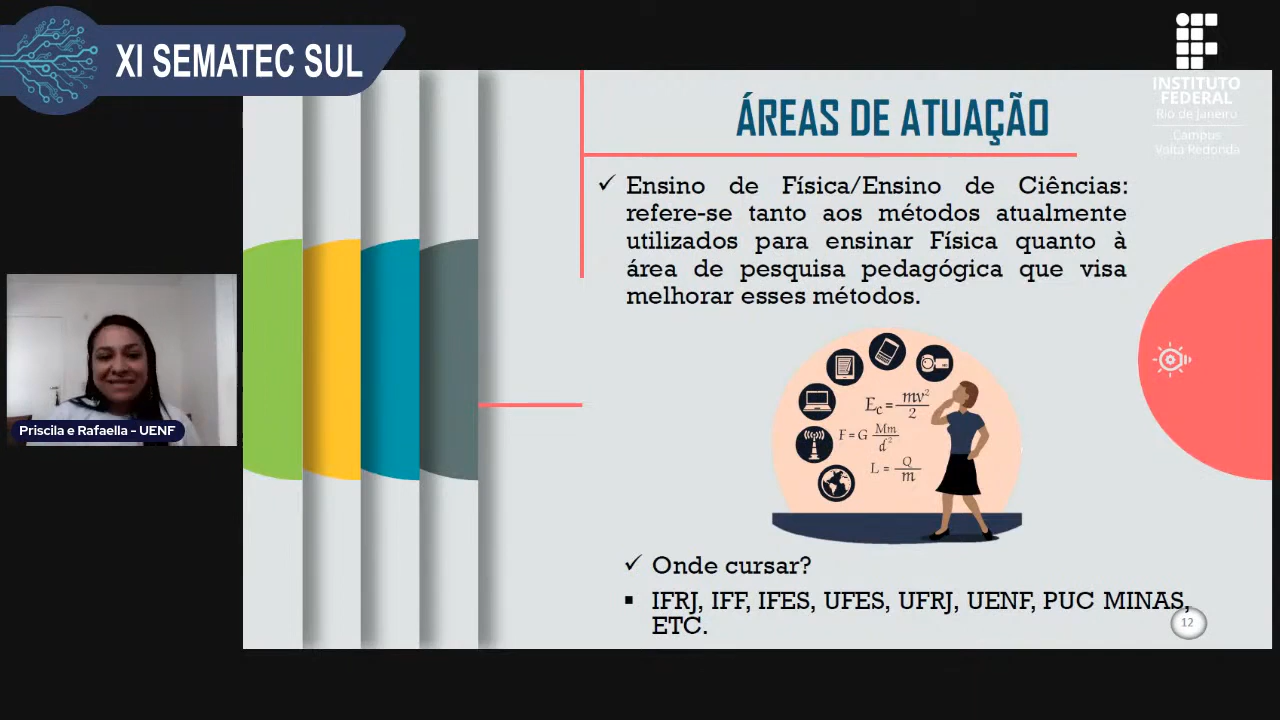 XI SEMATEC SUL
INSTITUTO
FEDERAL
Rio de Janeiro
Campus
Volta Redonda
ÁREAS DE ATUAÇÃO
✓ Ensino de Física/Ensino de Ciências:
refere-se tanto aos métodos atualmente
utilizados para ensinar Física quanto à
área de pesquisa pedagógica que visa
melhorar esses métodos.
E_c = mv²/2
F = G Mm/d²
L = Q/m
Priscila e Rafaella - UENF
✓ Onde cursar?
▪ IFRJ, IFF, IFES, UFES, UFRJ, UENF, PUC MINAS,
ETC.
12